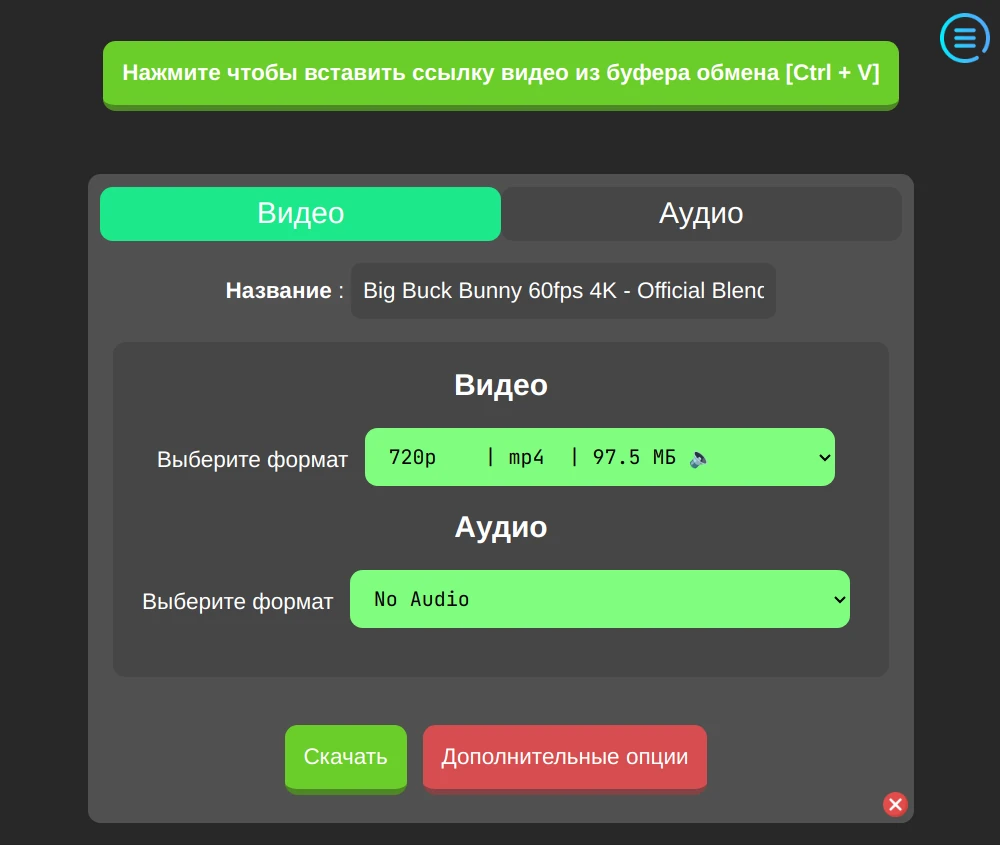 Нажмите чтобы вставить ссылку видео из буфера обмена [Ctrl + V]
Видео
Аудио
Название :
Big Buck Bunny 60fps 4K - Official Blend
Видео
Выберите формат
720p | mp4 | 97.5 МБ 🔉
Аудио
Выберите формат
No Audio
Скачать
Дополнительные опции